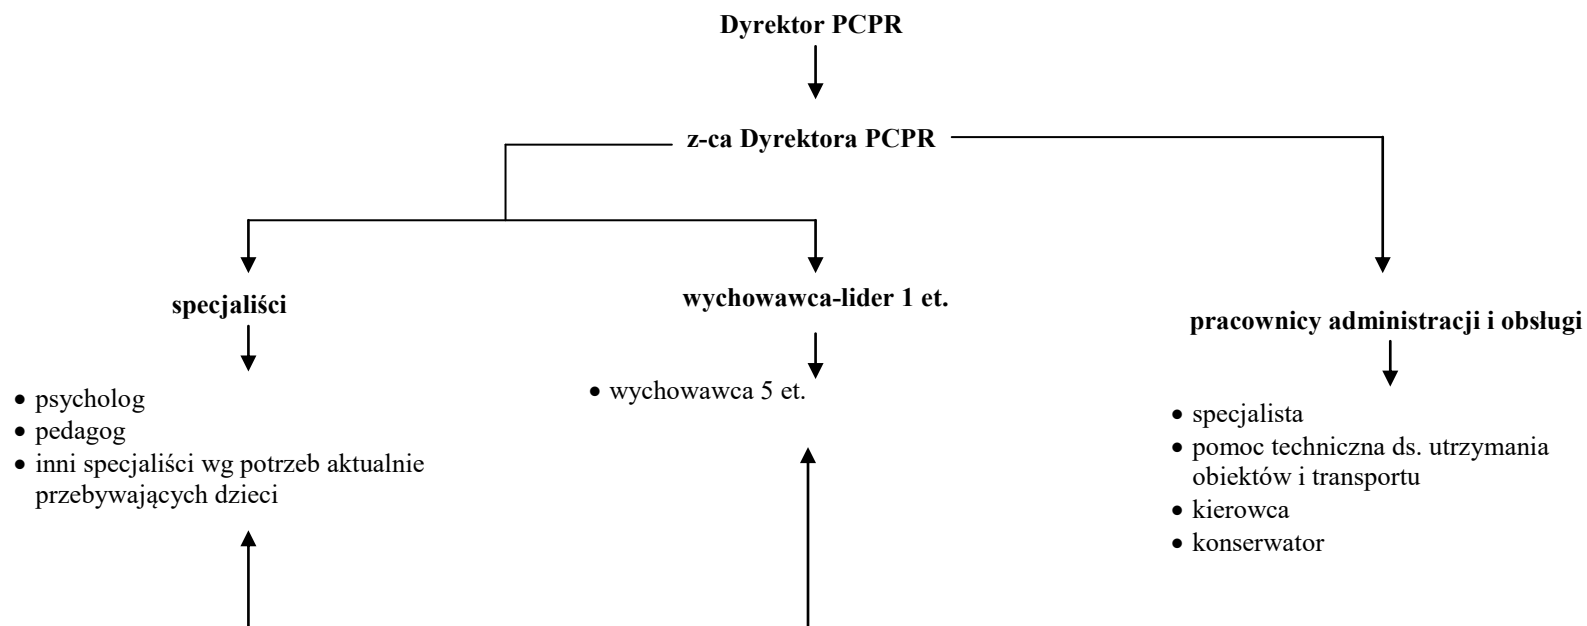 Dyrektor PCPR
z-ca Dyrektora PCPR
specjaliści
wychowawca-lider 1 et.
pracownicy administracji i obsługi
• psycholog
• pedagog
• inni specjaliści wg potrzeb aktualnie
przebywających dzieci
• wychowawca 5 et.
• specjalista
• pomoc techniczna ds. utrzymania
obiektów i transportu
• kierowca
• konserwator